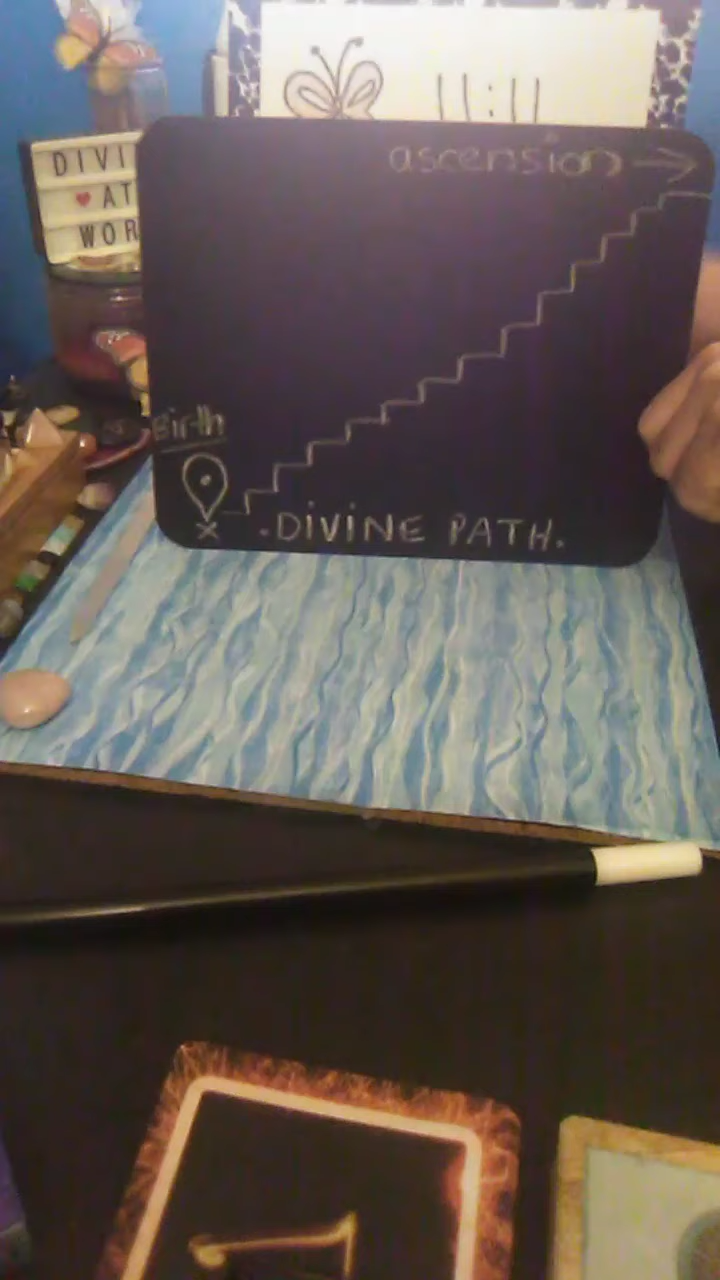 11:11
ascension →
DIVI
♥ AT
WOR
Birth
x
.DIVINE PATH.